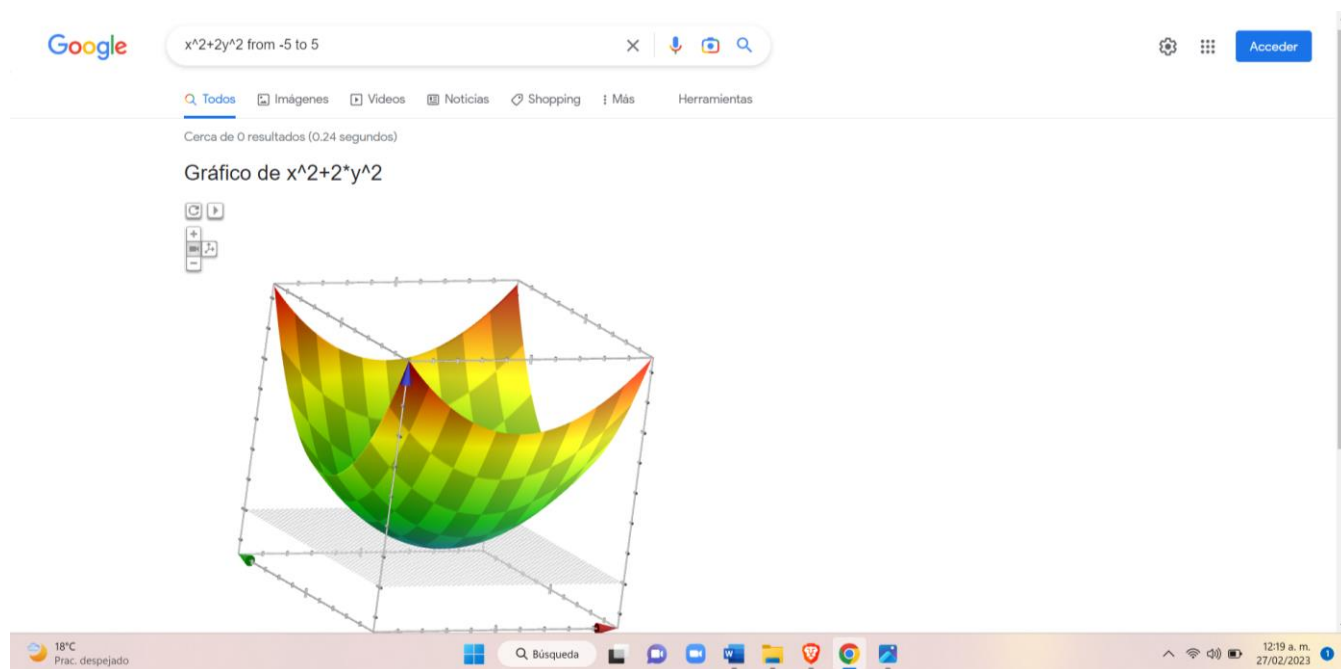 Google
x^2+2y^2 from -5 to 5
Acceder
Todos Imágenes Videos Noticias Shopping Más Herramientas
Cerca de 0 resultados (0.24 segundos)
Gráfico de x^2+2*y^2
18°C
Prac. despejado
Búsqueda
12:19 a. m.
27/02/2023
1